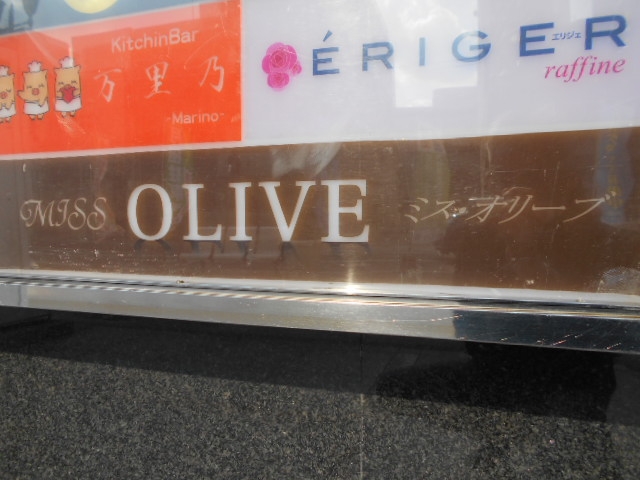 KitchinBar
万里乃
-Marino-
ÉRIGER
エリジェ
raffine
MISS OLIVE ミス・オリーブ